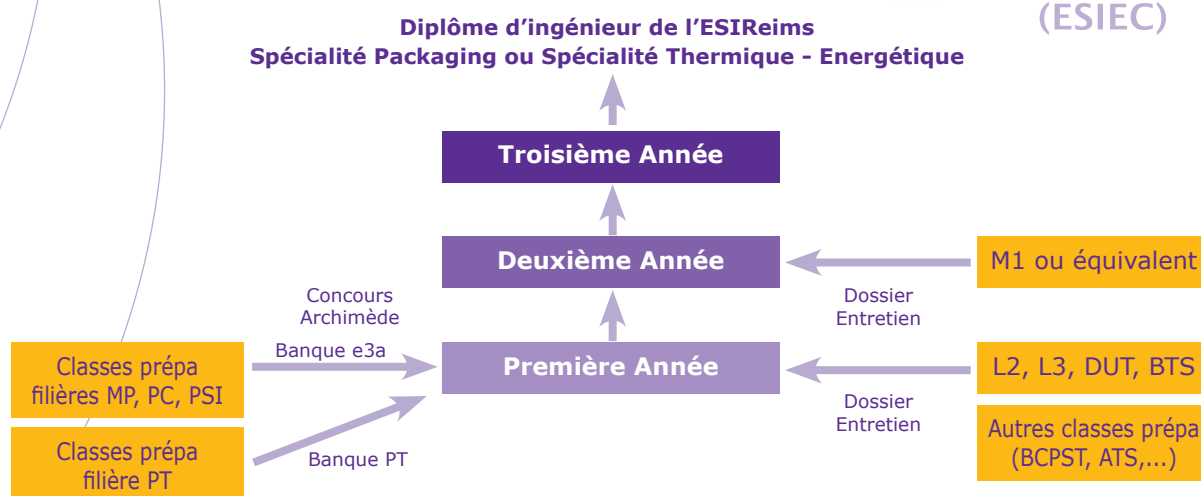 (ESIEC)
Diplôme d'ingénieur de l'ESIReims
Spécialité Packaging ou Spécialité Thermique - Energétique
Troisième Année
Deuxième Année
M1 ou équivalent
Concours
Archimède
Dossier
Entretien
Banque e3a
Classes prépa
filières MP, PC, PSI
Première Année
L2, L3, DUT, BTS
Dossier
Entretien
Classes prépa
filière PT
Banque PT
Autres classes prépa
(BCPST, ATS,...)